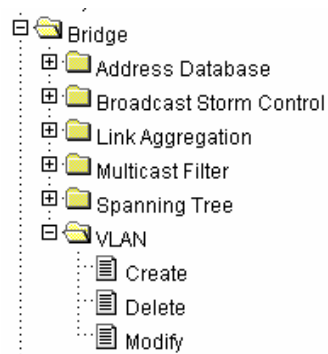 Bridge
Address Database
Broadcast Storm Control
Link Aggregation
Multicast Filter
Spanning Tree
VLAN
Create
Delete
Modify